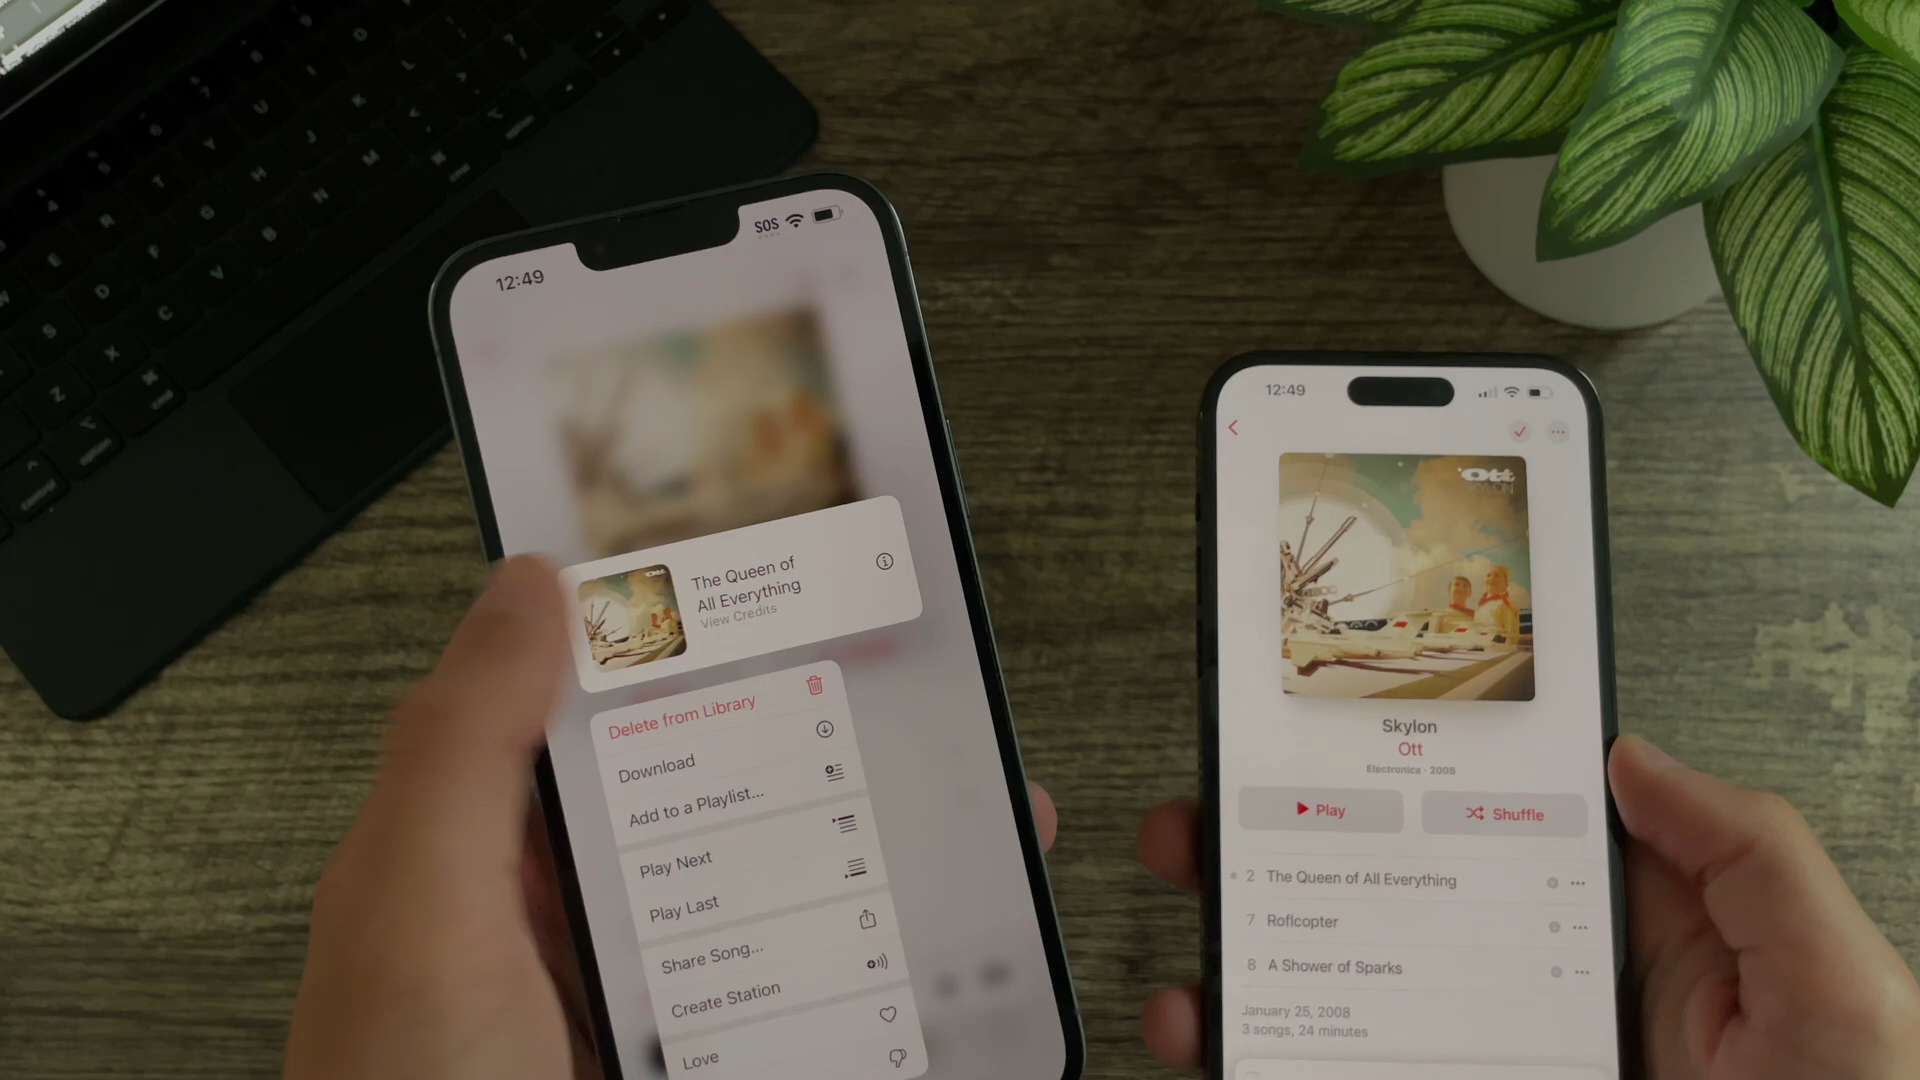 12:49
SOS
The Queen of
All Everything
View Credits
Delete from Library
Download
Add to a Playlist...
Play Next
Play Last
Share Song...
Create Station
Love
12:49
Ott
Skylon
Ott
Electronica · 2008
Play
Shuffle
2 The Queen of All Everything
7 Roflcopter
8 A Shower of Sparks
January 25, 2008
3 songs, 24 minutes